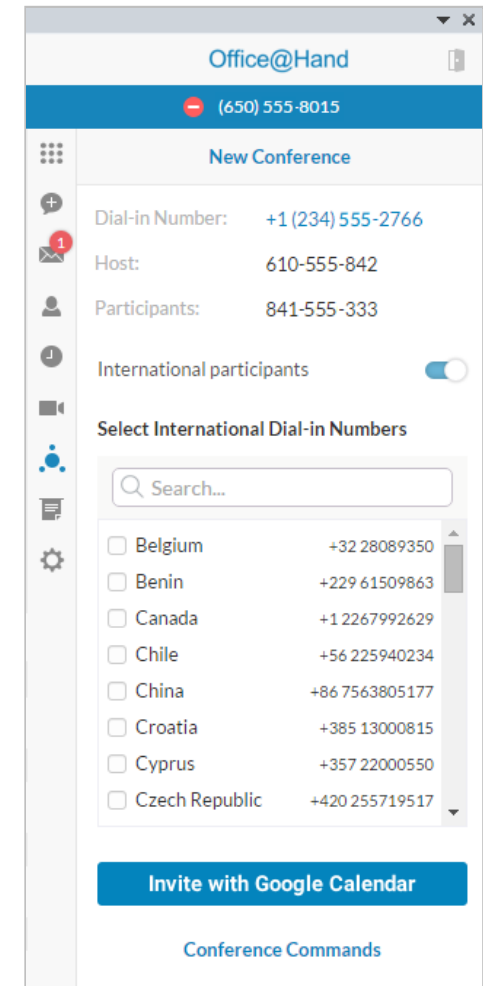 Office@Hand
(650) 555-8015
New Conference
Dial-in Number: +1 (234) 555-2766
1
Host: 610-555-842
Participants: 841-555-333
International participants
Select International Dial-in Numbers
Search...
Belgium +32 28089350
Benin +229 61509863
Canada +1 2267992629
Chile +56 225940234
China +86 7563805177
Croatia +385 13000815
Cyprus +357 22000550
Czech Republic +420 255719517
Invite with Google Calendar
Conference Commands